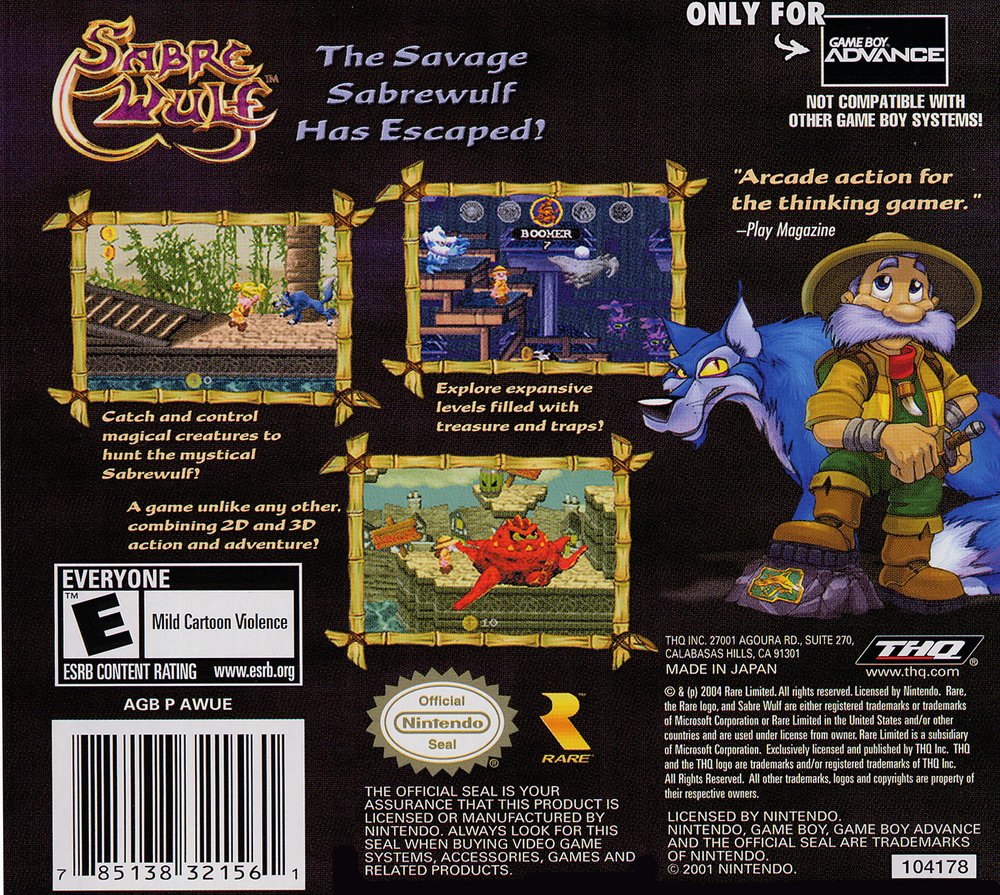 SABRE
WULF™
The Savage
Sabrewulf
Has Escaped!
ONLY FOR
GAME BOY
ADVANCE
NOT COMPATIBLE WITH
OTHER GAME BOY SYSTEMS!
"Arcade action for
the thinking gamer."
–Play Magazine
BOOMER
7
0
Catch and control
magical creatures to
hunt the mystical
Sabrewulf!
Explore expansive
levels filled with
treasure and traps!
A game unlike any other,
combining 2D and 3D
action and adventure!
10
EVERYONE
TM
E
Mild Cartoon Violence
ESRB CONTENT RATING www.esrb.org
AGB P AWUE
7 85138 32156 1
Official
Nintendo
Seal
®
RARE™
THE OFFICIAL SEAL IS YOUR
ASSURANCE THAT THIS PRODUCT IS
LICENSED OR MANUFACTURED BY
NINTENDO. ALWAYS LOOK FOR THIS
SEAL WHEN BUYING VIDEO GAME
SYSTEMS, ACCESSORIES, GAMES AND
RELATED PRODUCTS.
THQ INC. 27001 AGOURA RD., SUITE 270,
CALABASAS HILLS, CA 91301
MADE IN JAPAN
THQ®
www.thq.com
© & (p) 2004 Rare Limited. All rights reserved. Licensed by Nintendo. Rare,
the Rare logo, and Sabre Wulf are either registered trademarks or trademarks
of Microsoft Corporation or Rare Limited in the United States and/or other
countries and are used under license from owner. Rare Limited is a subsidiary
of Microsoft Corporation. Exclusively licensed and published by THQ Inc. THQ
and the THQ logo are trademarks and/or registered trademarks of THQ Inc.
All Rights Reserved. All other trademarks, logos and copyrights are property of
their respective owners.
LICENSED BY NINTENDO.
NINTENDO, GAME BOY, GAME BOY ADVANCE
AND THE OFFICIAL SEAL ARE TRADEMARKS
OF NINTENDO.
© 2001 NINTENDO.
104178